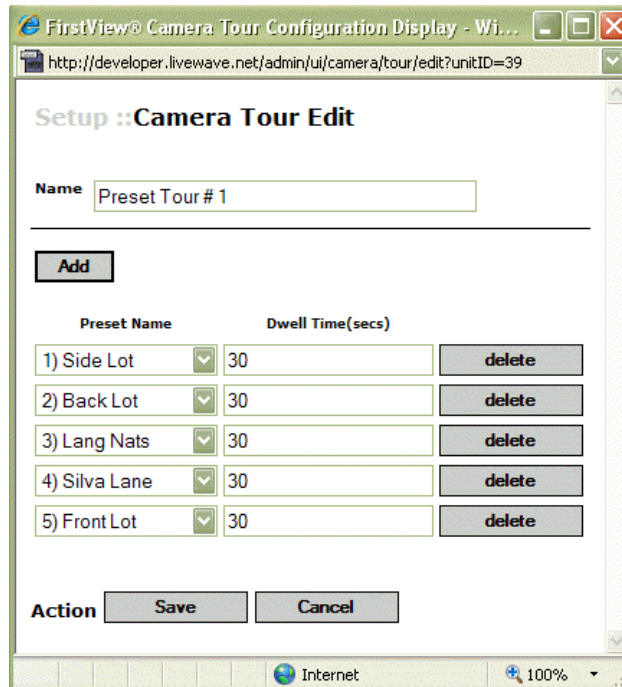 FirstView® Camera Tour Configuration Display - Wi...
http://developer.livewave.net/admin/ui/camera/tour/edit?unitID=39
Setup ::Camera Tour Edit
Name Preset Tour # 1
Add
Preset Name Dwell Time(secs)
1) Side Lot 30 delete
2) Back Lot 30 delete
3) Lang Nats 30 delete
4) Silva Lane 30 delete
5) Front Lot 30 delete
Action Save Cancel
Internet 100%